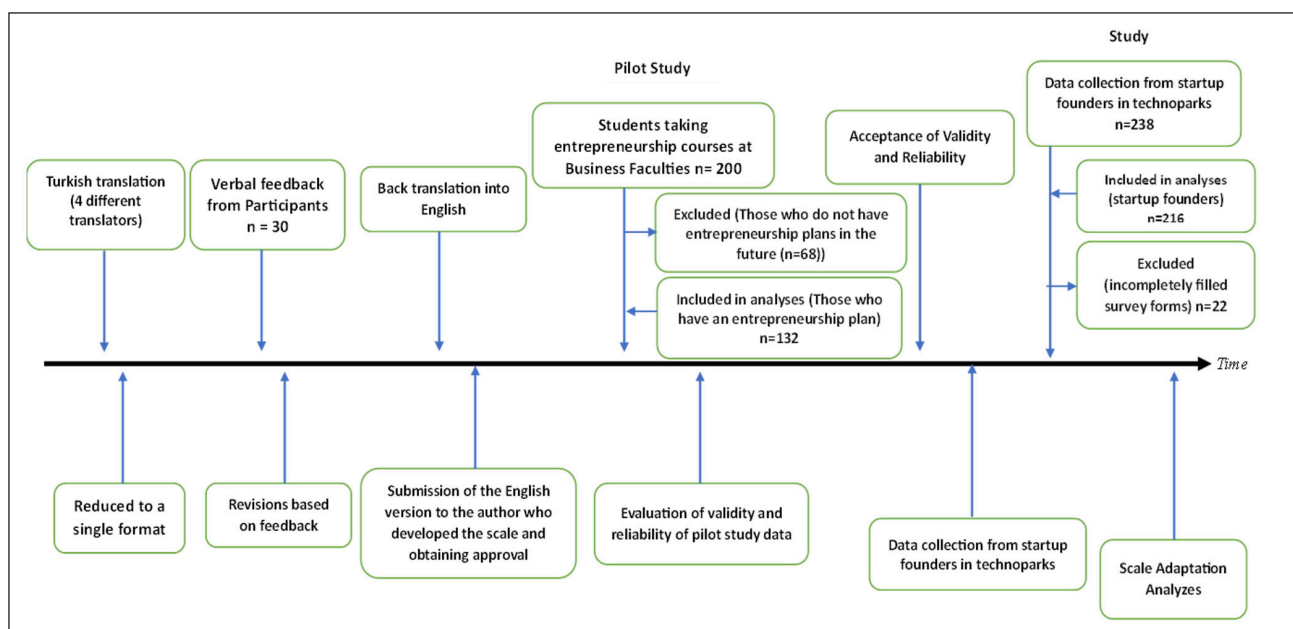 Study
Pilot Study
Data collection from startup
founders in technoparks
n=238
Students taking
entrepreneurship courses at
Business Faculties n= 200
Acceptance of Validity and
Reliability
Turkish translation
(4 different
translators)
Verbal feedback
from Participants
n = 30
Back translation into
English
Included in analyses
(startup founders)
n=216
Excluded (Those who do not have
entrepreneurship plans in the
future (n=68))
Excluded
(incompletely filled
survey forms) n=22
Included in analyses (Those who
have an entrepreneurship plan)
n=132
Time
Reduced to a
single format
Revisions based
on feedback
Submission of the English
version to the author who
developed the scale and
obtaining approval
Evaluation of validity and
reliability of pilot study data
Data collection from startup
founders in technoparks
Scale Adaptation
Analyzes